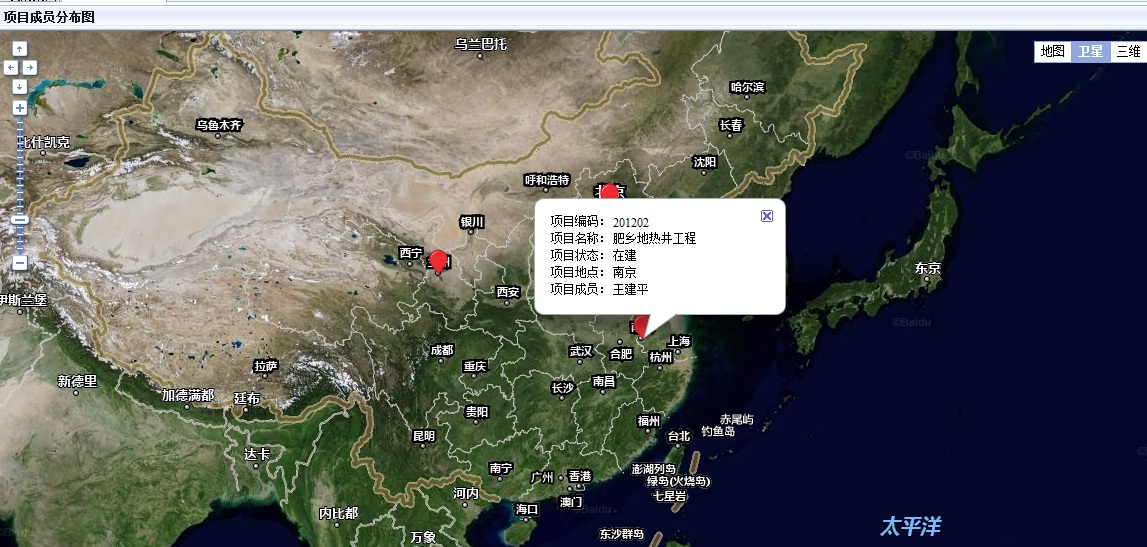 项目成员分布图
乌兰巴托
地图 卫星 三维
哈尔滨
乌鲁木齐
长春
比什凯克
沈阳
呼和浩特
北京
项目编码：201202
项目名称：肥乡地热井工程
项目状态：在建
项目地点：南京
项目成员：王建平
银川
西宁
兰州
东京
西安
伊斯兰堡
上海
成都
武汉
合肥
杭州
重庆
拉萨
新德里
南昌
长沙
加德满都
廷布
贵阳
福州
赤尾屿
钓鱼岛
昆明
台北
达卡
南宁
澎湖列岛
广州
香港
绿岛(火烧岛)
七星岩
河内
澳门
海口
内比都
太平洋
万象
东沙群岛
©Baidu
©Baidu